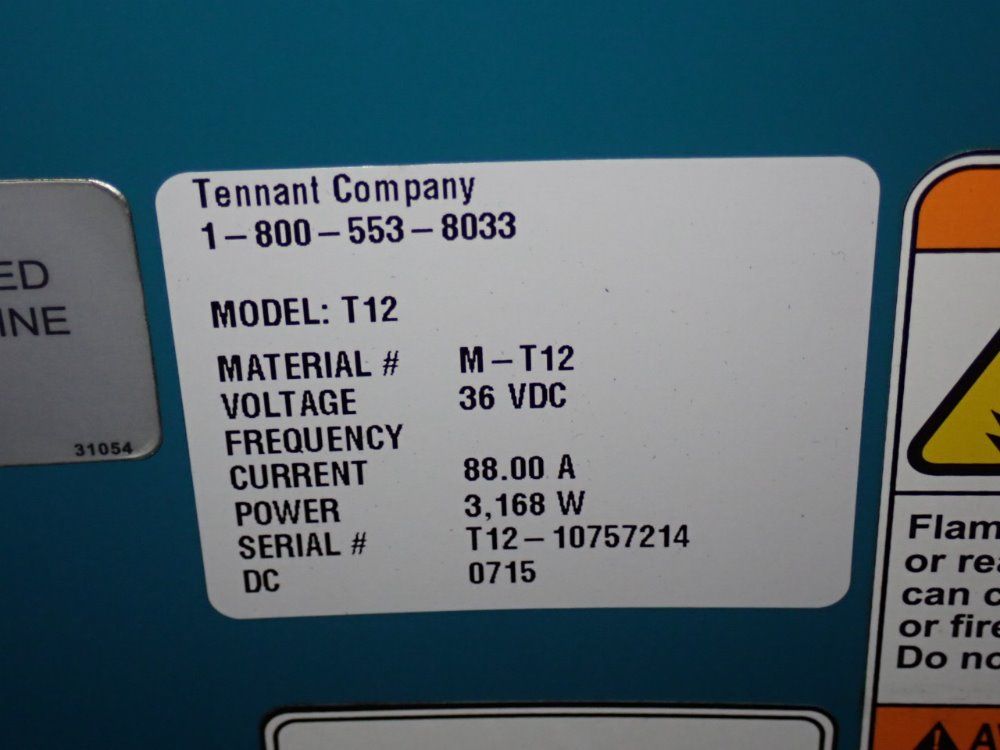 Tennant Company
1-800-553-8033
MODEL: T12
MATERIAL # M-T12
VOLTAGE 36 VDC
FREQUENCY
CURRENT 88.00 A
POWER 3,168 W
SERIAL # T12-10757214
DC 0715
ED
INE
31054
Flam
or rea
can c
or fire
Do no
A